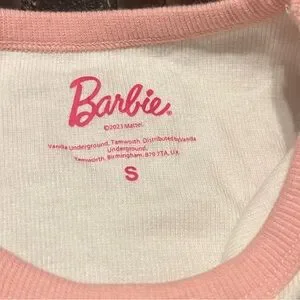 Barbie
©2023 Mattel
Vanilla Underground, Tamworth. Distributed by Vanilla
Underground,
Tamworth, Birmingham, B79 7TA, UK
S